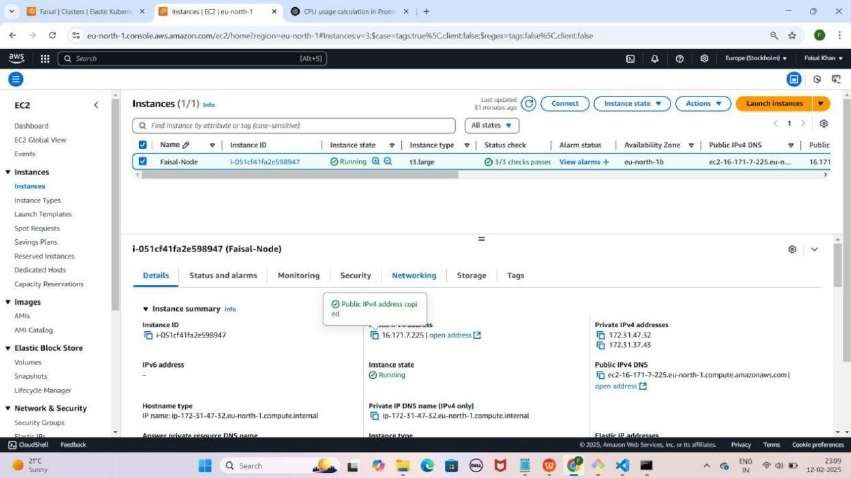 Faisal | Clusters | Elastic Kubern
Instances | EC2 | eu-north-1
CPU usage calculation in Prom
eu-north-1.console.aws.amazon.com/ec2/home?region=eu-north-1#Instances:v=3;$case=tags:true%5C,client:false;$regex=tags:false%5C,client:false
aws
Search
[Alt+S]
Europe (Stockholm)
Faisal Khan
EC2
Dashboard
EC2 Global View
Events
Instances
Instances
Instance Types
Launch Templates
Spot Requests
Savings Plans
Reserved Instances
Dedicated Hosts
Capacity Reservations
Images
AMIs
AMI Catalog
Elastic Block Store
Volumes
Snapshots
Lifecycle Manager
Network & Security
Security Groups
Elastic IPs
Instances (1/1) Info
Last updated
31 minutes ago
Connect
Instance state
Actions
Launch instances
Find Instance by attribute or tag (case-sensitive)
All states
1
Name
Instance ID
Instance state
Instance type
Status check
Alarm status
Availability Zone
Public IPv4 DNS
Public
Faisal-Node
i-051cf41fa2e598947
Running
t3.large
3/3 checks passed
View alarms +
eu-north-1b
ec2-16-171-7-225.eu-n...
16.171
i-051cf41fa2e598947 (Faisal-Node)
Details
Status and alarms
Monitoring
Security
Networking
Storage
Tags
Public IPv4 address copi
ed
Instance summary Info
Instance ID
i-051cf41fa2e598947
16.171.7.225 | open address
Private IPv4 addresses
172.31.47.32
172.31.37.43
IPv6 address
–
Instance state
Running
Public IPv4 DNS
ec2-16-171-7-225.eu-north-1.compute.amazonaws.com |
open address
Hostname type
IP name: ip-172-31-47-32.eu-north-1.compute.internal
Private IP DNS name (IPv4 only)
ip-172-31-47-32.eu-north-1.compute.internal
Answer private resource DNS name
Instance type
Elastic IP addresses
CloudShell
Feedback
© 2025, Amazon Web Services, Inc. or its affiliates.
Privacy
Terms
Cookie preferences
21°C
Sunny
Search
ENG
IN
23:09
12-02-2025